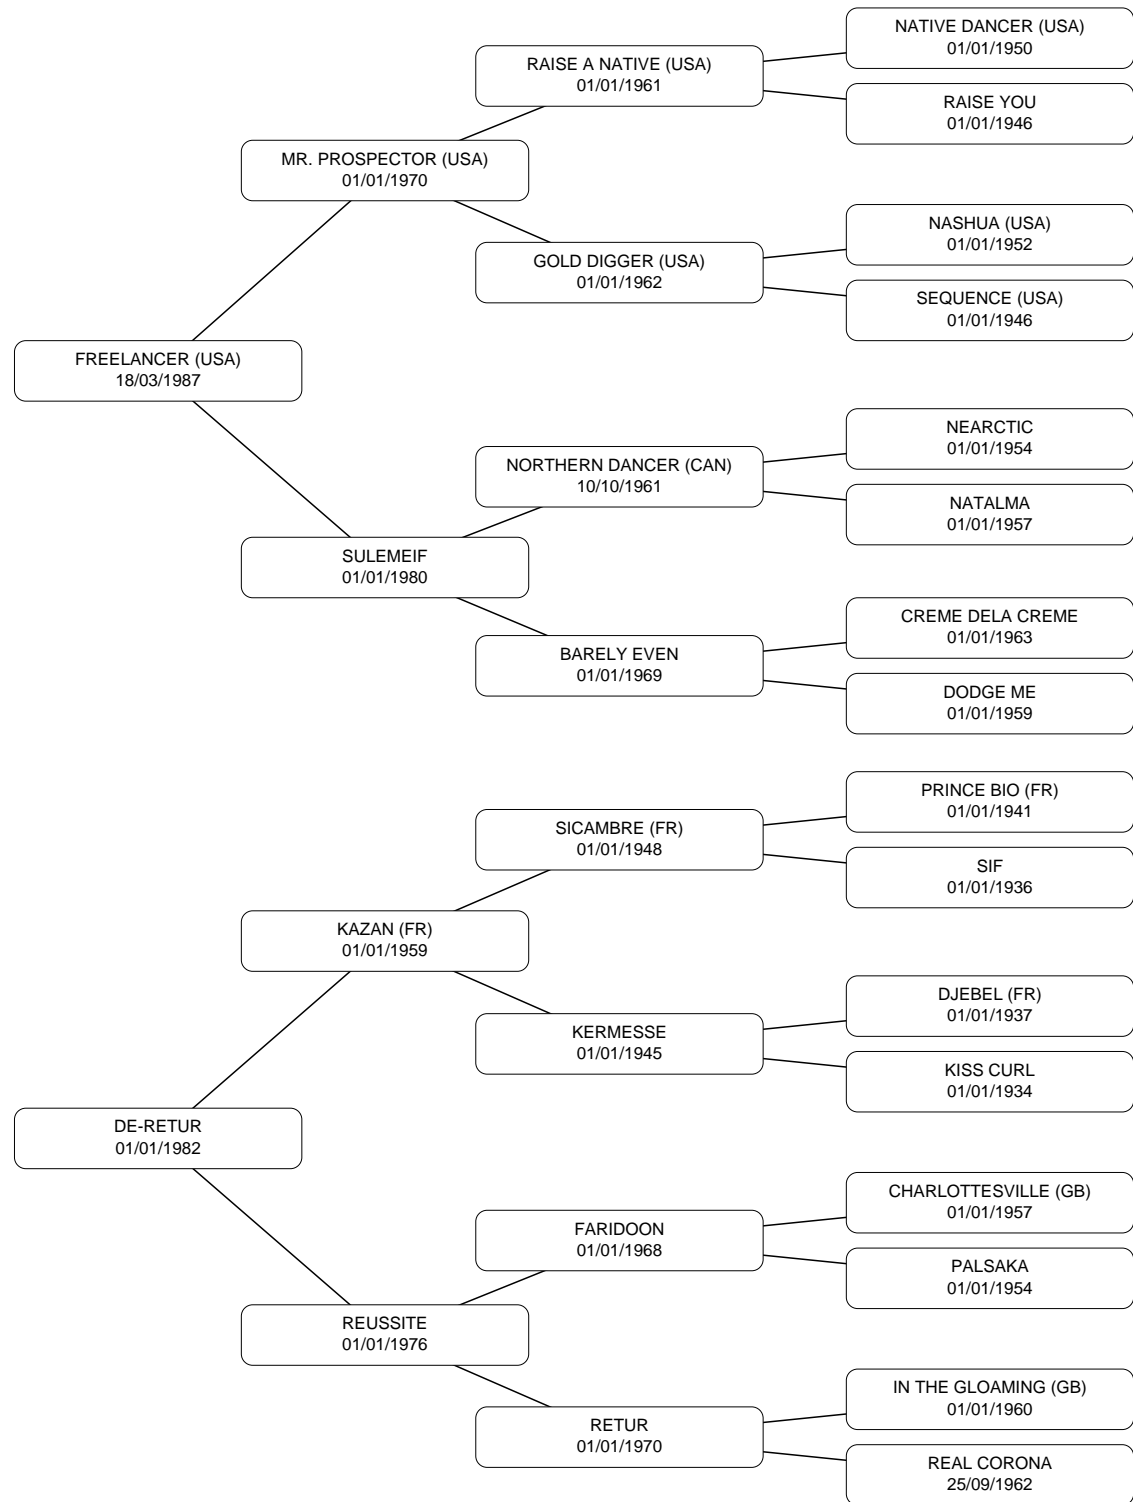 NATIVE DANCER (USA)
01/01/1950
RAISE A NATIVE (USA)
01/01/1961
RAISE YOU
01/01/1946
MR. PROSPECTOR (USA)
01/01/1970
NASHUA (USA)
01/01/1952
GOLD DIGGER (USA)
01/01/1962
SEQUENCE (USA)
01/01/1946
FREELANCER (USA)
18/03/1987
NEARCTIC
01/01/1954
NORTHERN DANCER (CAN)
10/10/1961
NATALMA
01/01/1957
SULEMEIF
01/01/1980
CREME DELA CREME
01/01/1963
BARELY EVEN
01/01/1969
DODGE ME
01/01/1959
PRINCE BIO (FR)
01/01/1941
SICAMBRE (FR)
01/01/1948
SIF
01/01/1936
KAZAN (FR)
01/01/1959
DJEBEL (FR)
01/01/1937
KERMESSE
01/01/1945
KISS CURL
01/01/1934
DE-RETUR
01/01/1982
CHARLOTTESVILLE (GB)
01/01/1957
FARIDOON
01/01/1968
PALSAKA
01/01/1954
REUSSITE
01/01/1976
IN THE GLOAMING (GB)
01/01/1960
RETUR
01/01/1970
REAL CORONA
25/09/1962